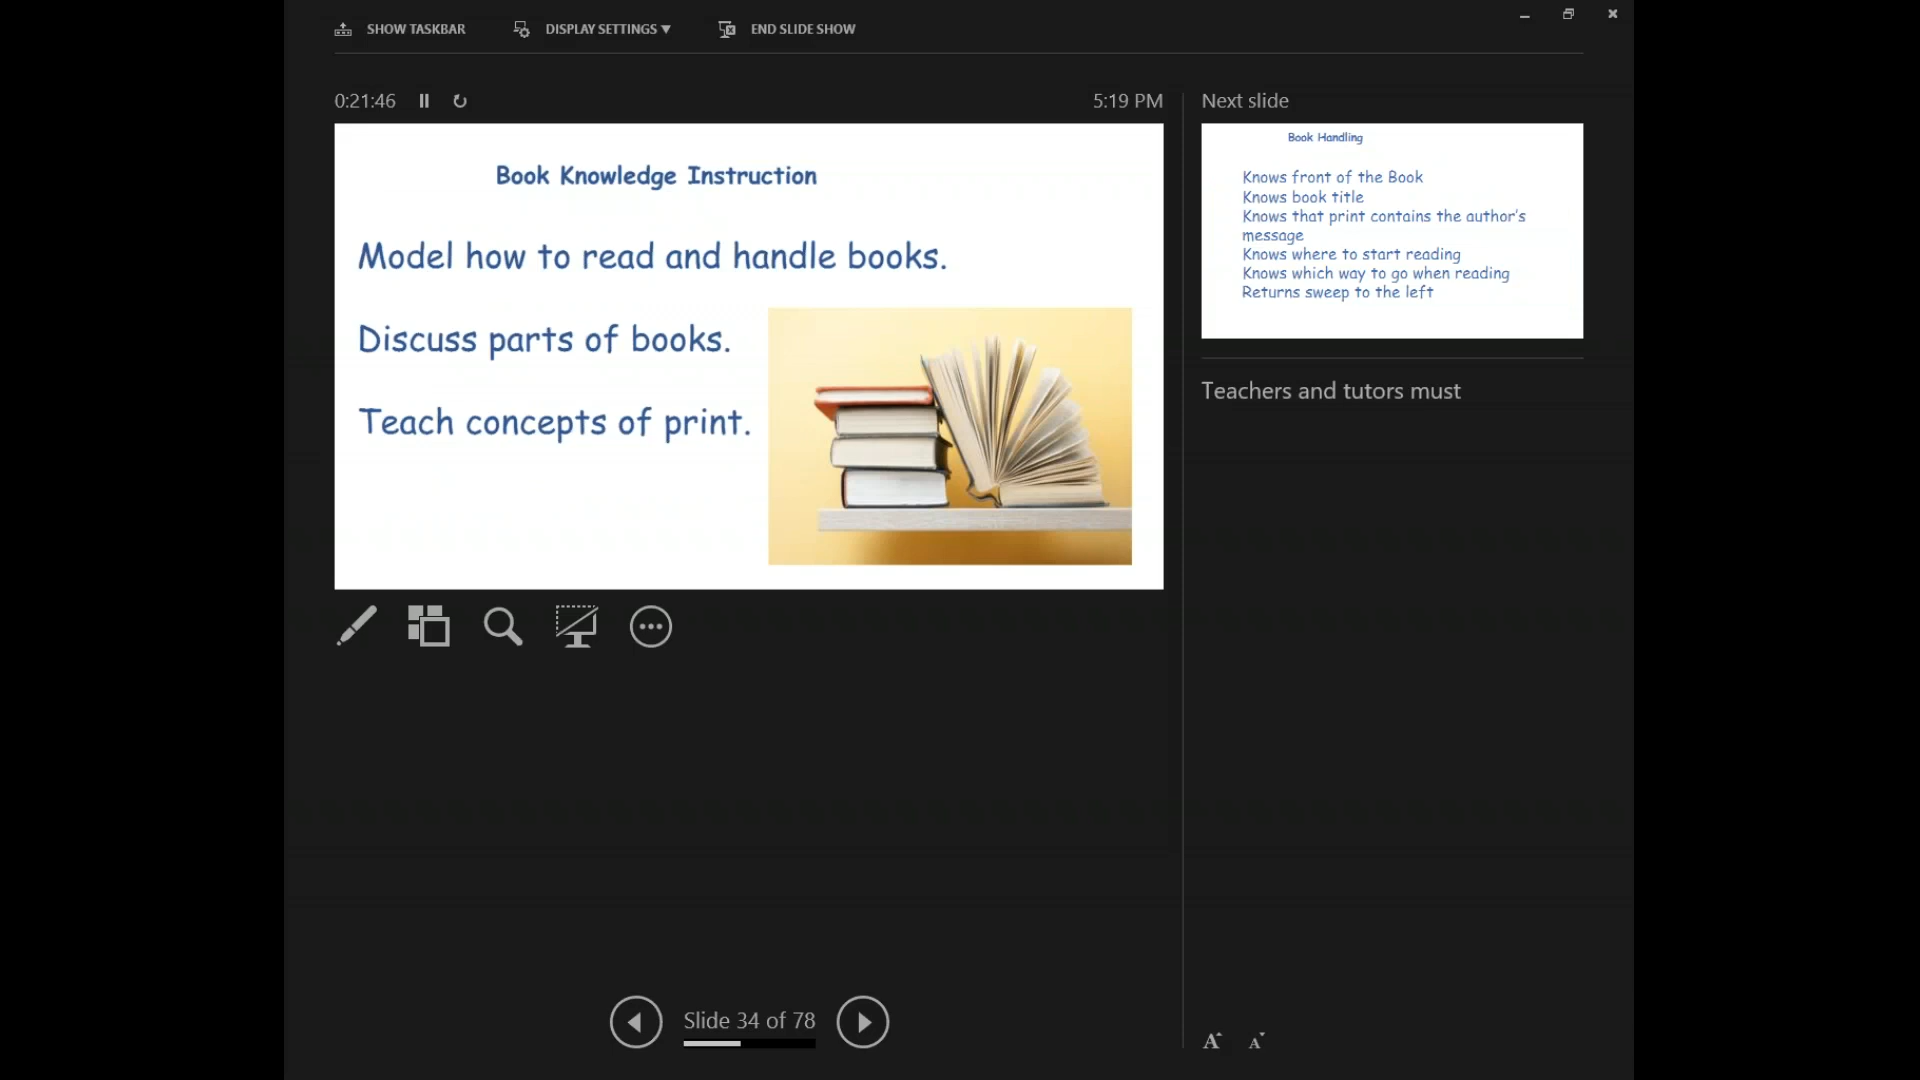 SHOW TASKBAR
DISPLAY SETTINGS ▼
END SLIDE SHOW
0:21:46
5:19 PM
Next slide
Book Knowledge Instruction
Model how to read and handle books.
Discuss parts of books.
Teach concepts of print.
Book Handling
Knows front of the Book
Knows book title
Knows that print contains the author's
message
Knows where to start reading
Knows which way to go when reading
Returns sweep to the left
Teachers and tutors must
Slide 34 of 78
A A